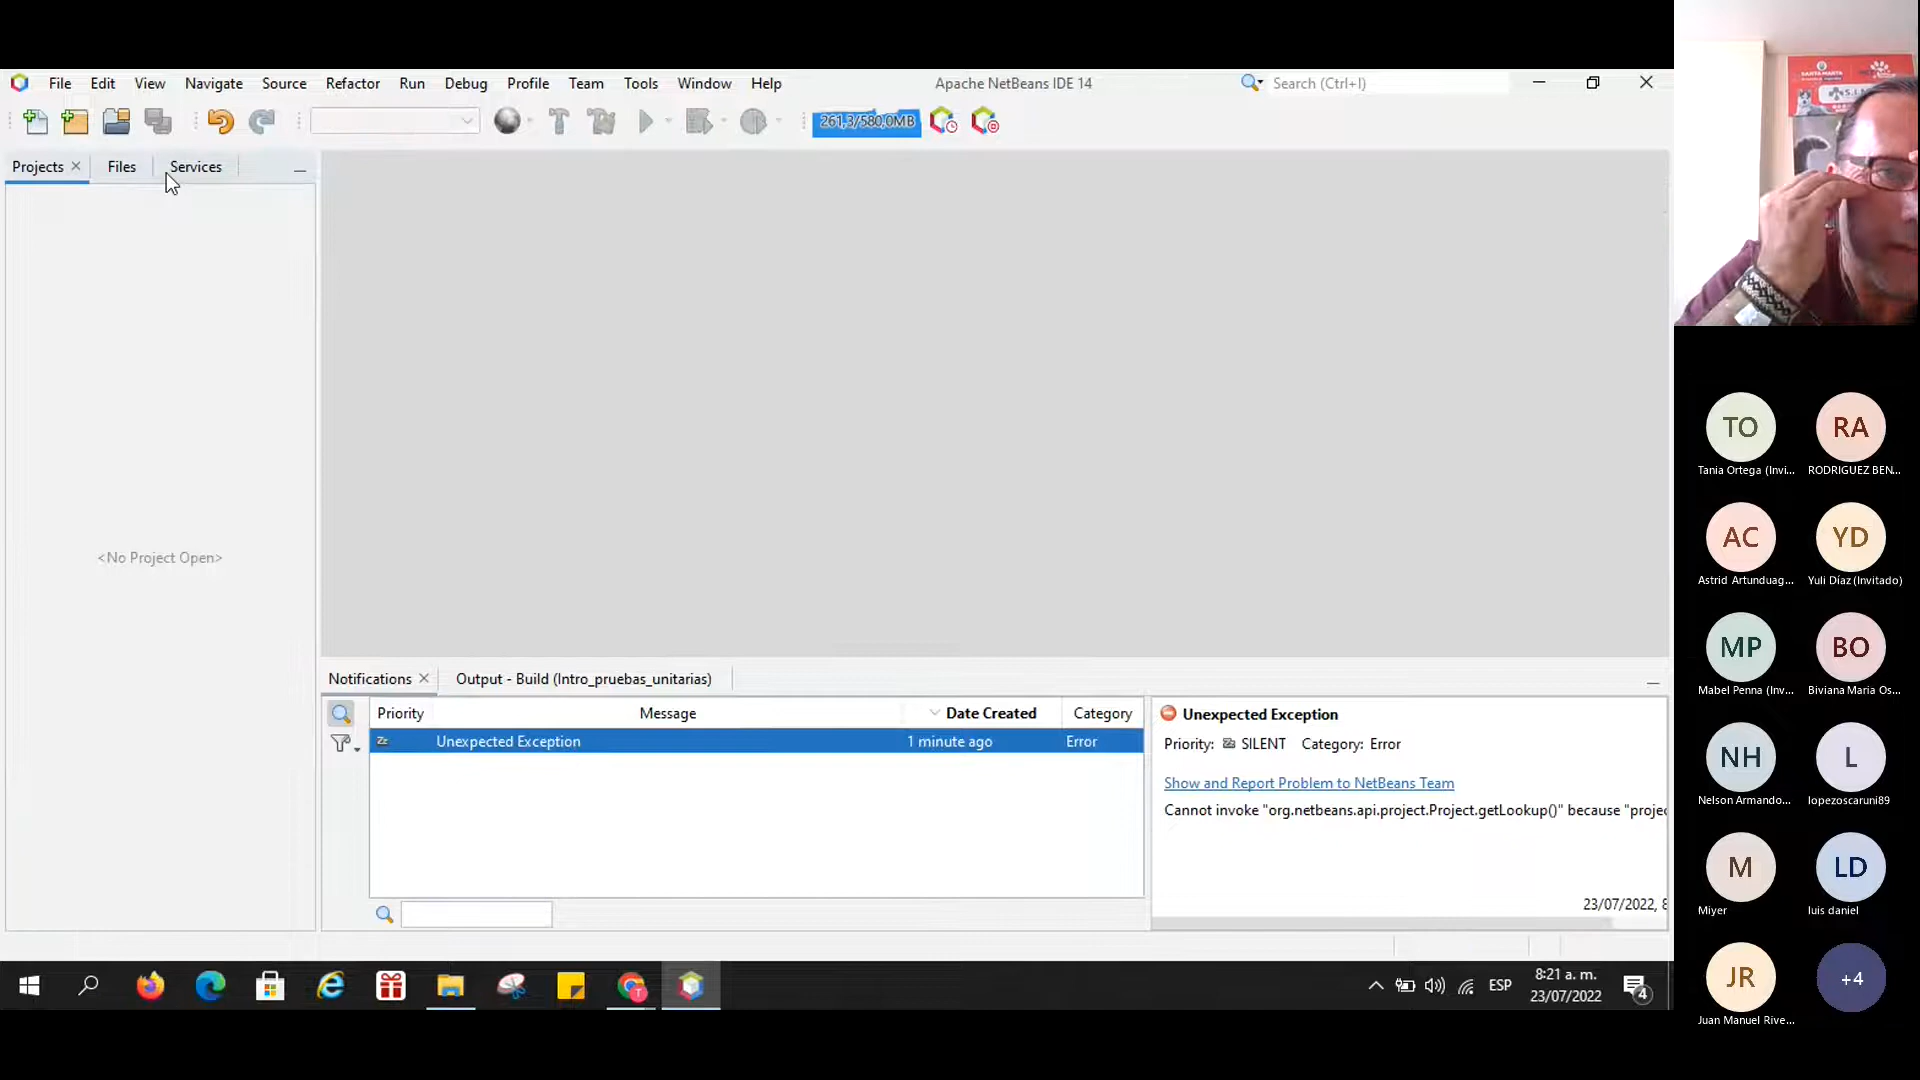 File Edit View Navigate Source Refactor Run Debug Profile Team Tools Window Help Apache NetBeans IDE 14 Search (Ctrl+I)
261,3/580,0MB
Projects Files Services
<No Project Open>
Notifications Output - Build (Intro_pruebas_unitarias)
Priority Message Date Created Category
Unexpected Exception 1 minute ago Error
Unexpected Exception
Priority: SILENT Category: Error
Show and Report Problem to NetBeans Team
Cannot invoke "org.netbeans.api.project.Project.getLookup()" because "projec
23/07/2022, 8
ESP
8:21 a. m.
23/07/2022
4
SANTA MARTA
TO RA
Tania Ortega (Invi... RODRIGUEZ BEN...
AC YD
Astrid Artunduag... Yuli Díaz (Invitado)
MP BO
Mabel Penna (Inv... Biviana Maria Os...
NH L
Nelson Armando... lopezoscaruni89
M LD
Miyer luis daniel
JR +4
Juan Manuel Rive...